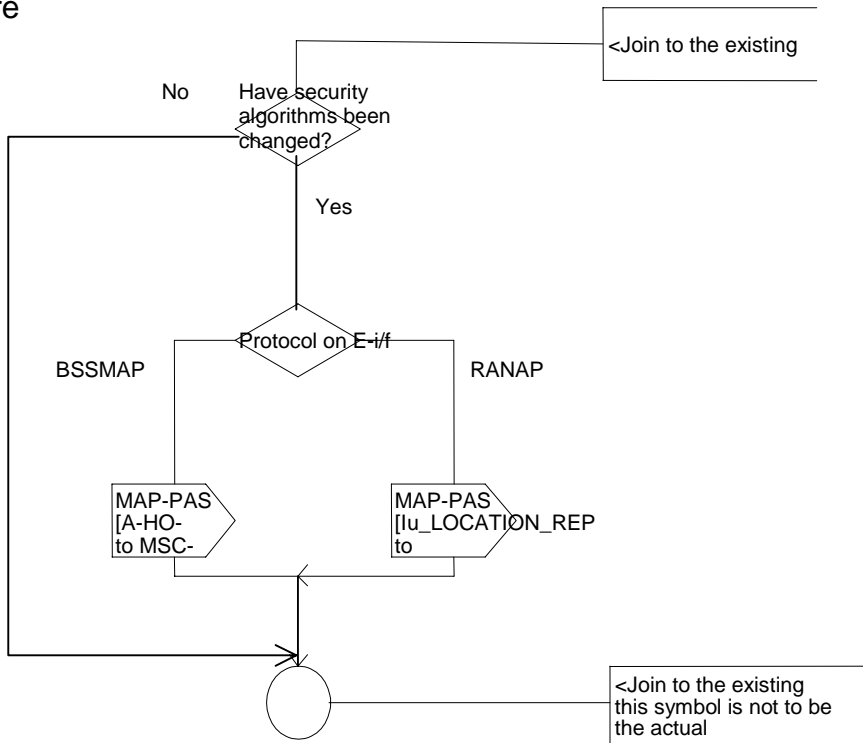 re
<Join to the existing
No
Have security
algorithms been
changed?
Yes
Protocol on E-i/f
BSSMAP
RANAP
MAP-PAS
[A-HO-
to MSC-
MAP-PAS
[Iu_LOCATION_REP
to
<Join to the existing
this symbol is not to be
the actual